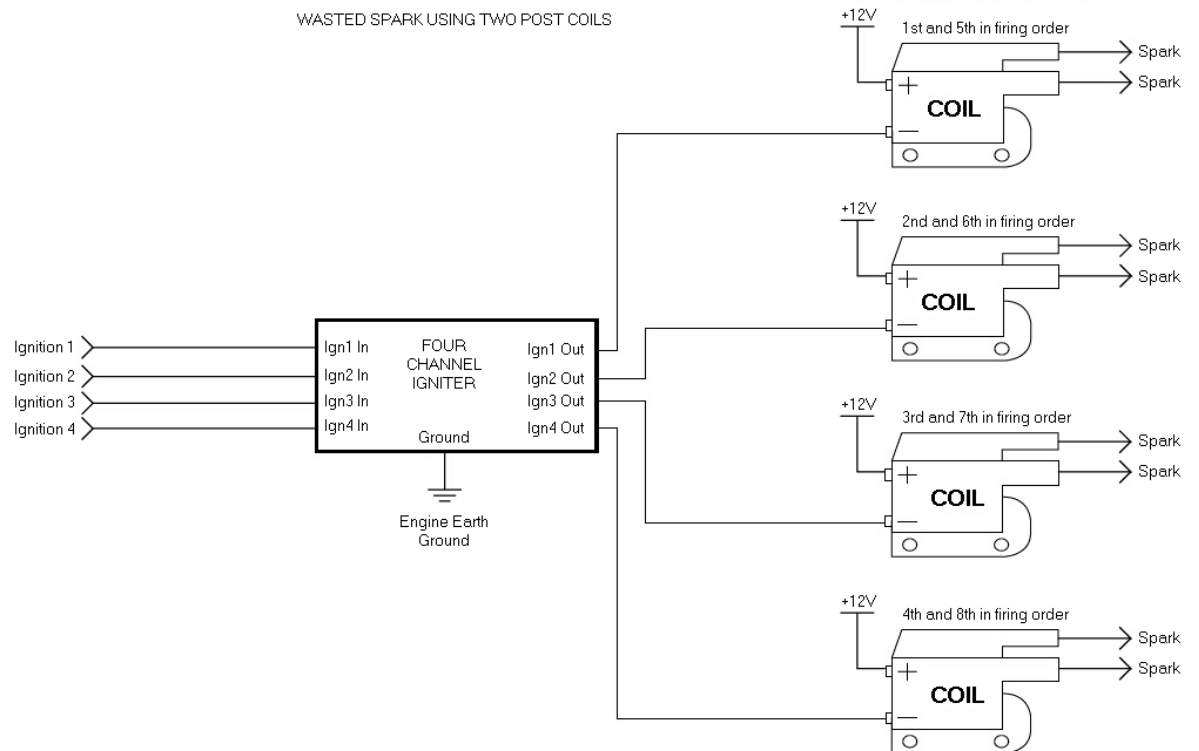 WASTED SPARK USING TWO POST COILS
+12V
1st and 5th in firing order
Spark
Spark
+
COIL
–
+12V
2nd and 6th in firing order
Spark
Spark
+
COIL
–
Ignition 1
Ignition 2
Ignition 3
Ignition 4
Ign1 In
Ign2 In
Ign3 In
Ign4 In
FOUR
CHANNEL
IGNITER
Ground
Ign1 Out
Ign2 Out
Ign3 Out
Ign4 Out
Engine Earth
Ground
+12V
3rd and 7th in firing order
Spark
Spark
+
COIL
–
+12V
4th and 8th in firing order
Spark
Spark
+
COIL
–